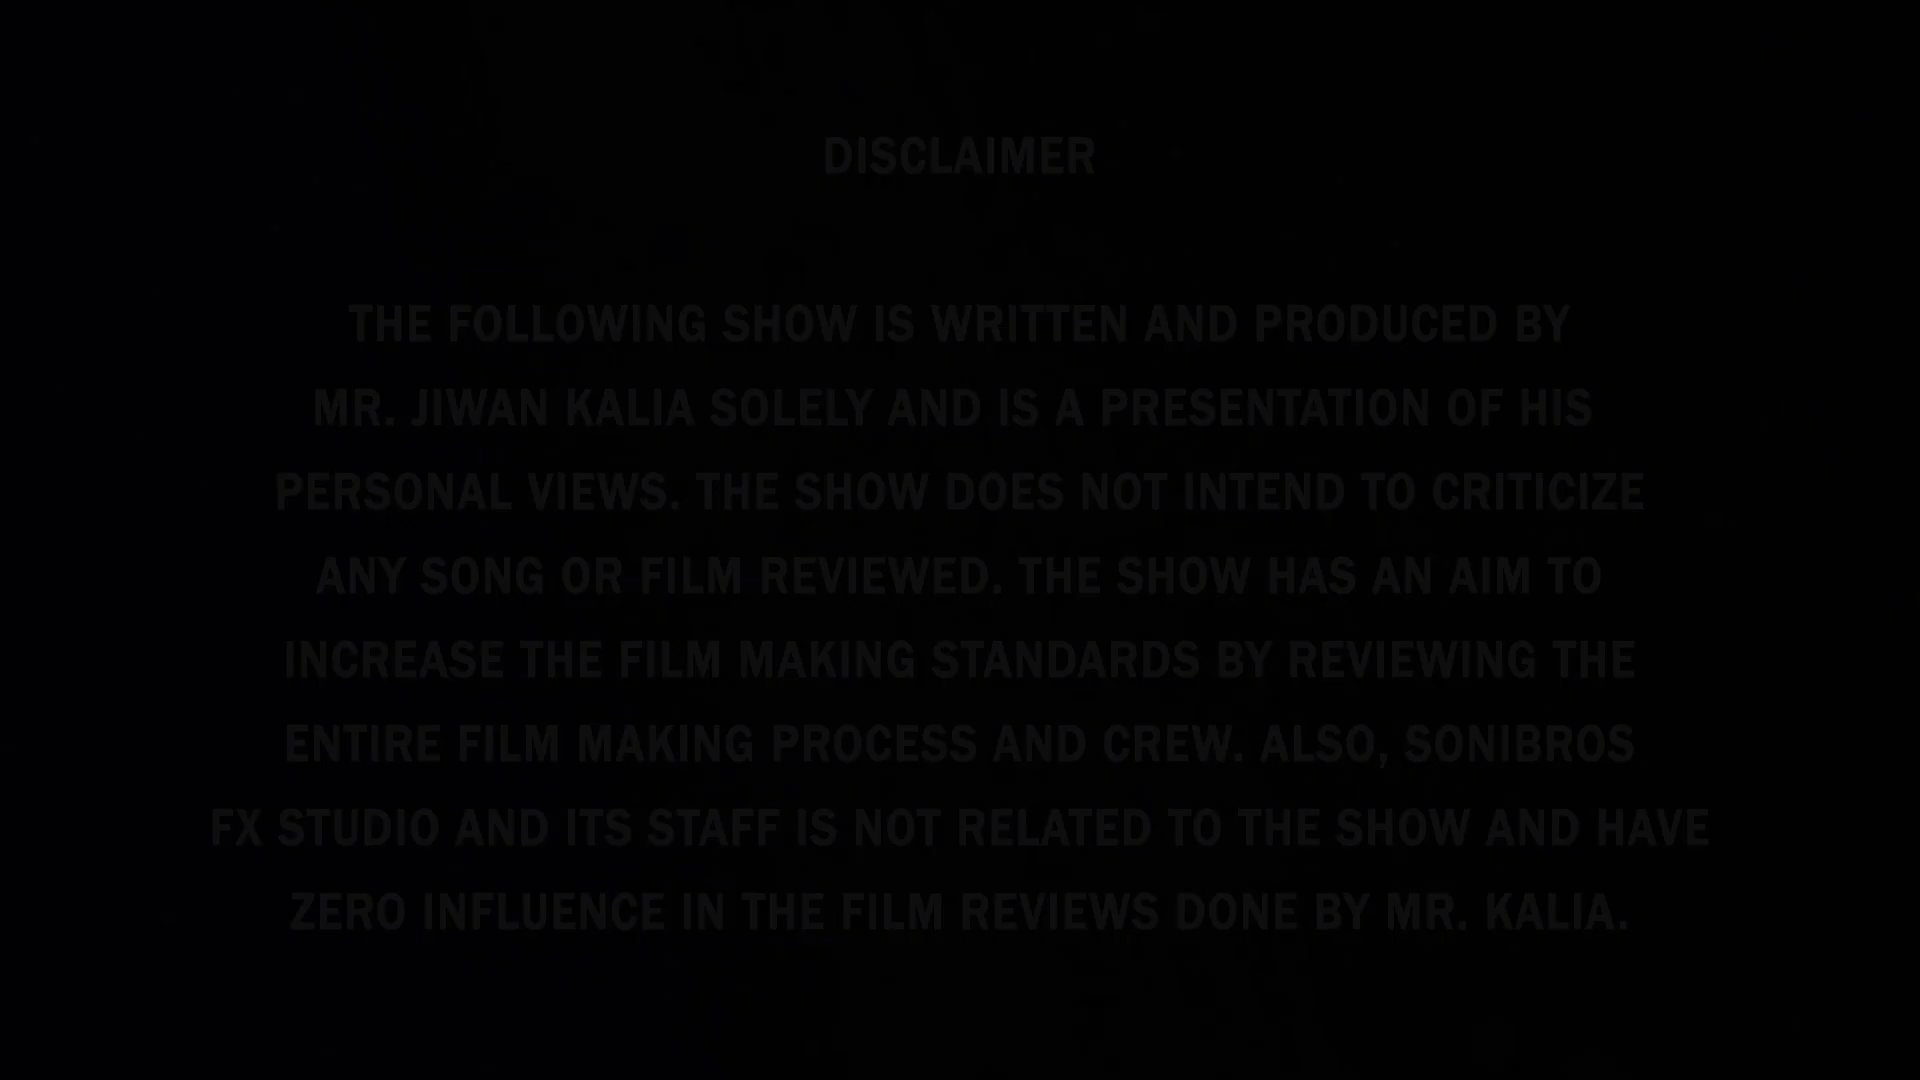 DISCLAIMER
THE FOLLOWING SHOW IS WRITTEN AND PRODUCED BY
MR. JIWAN KALIA SOLELY AND IS A PRESENTATION OF HIS
PERSONAL VIEWS. THE SHOW DOES NOT INTEND TO CRITICIZE
ANY SONG OR FILM REVIEWED. THE SHOW HAS AN AIM TO
INCREASE THE FILM MAKING STANDARDS BY REVIEWING THE
ENTIRE FILM MAKING PROCESS AND CREW. ALSO, SONIBROS
FX STUDIO AND ITS STAFF IS NOT RELATED TO THE SHOW AND HAVE
ZERO INFLUENCE IN THE FILM REVIEWS DONE BY MR. KALIA.